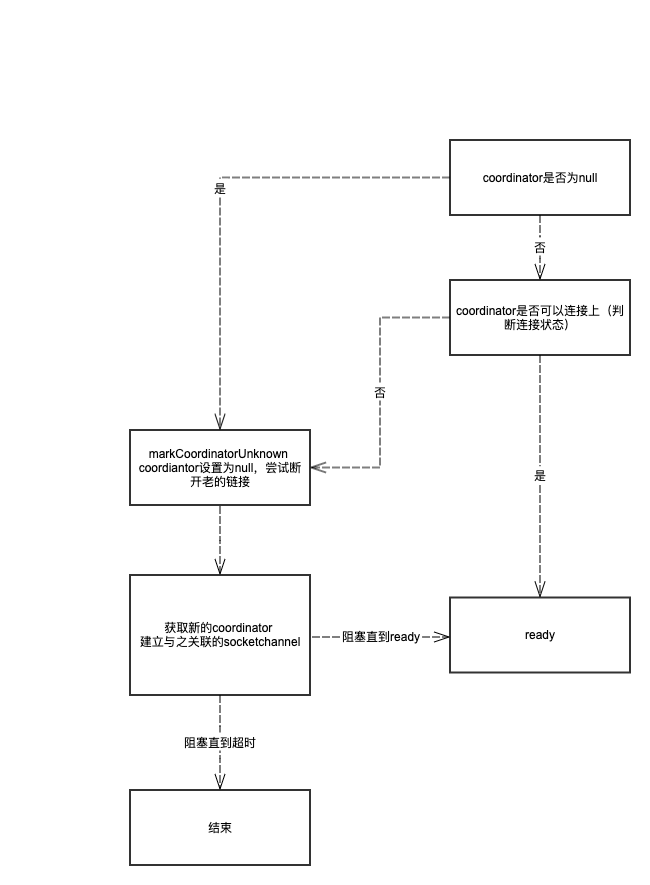 coordinator是否为null
是
否
coordinator是否可以连接上（判
断连接状态）
否
markCoordinatorUnknown
coordiantor设置为null，尝试断
开老的链接
是
获取新的coordinator
建立与之关联的socketchannel
阻塞直到ready
ready
阻塞直到超时
结束